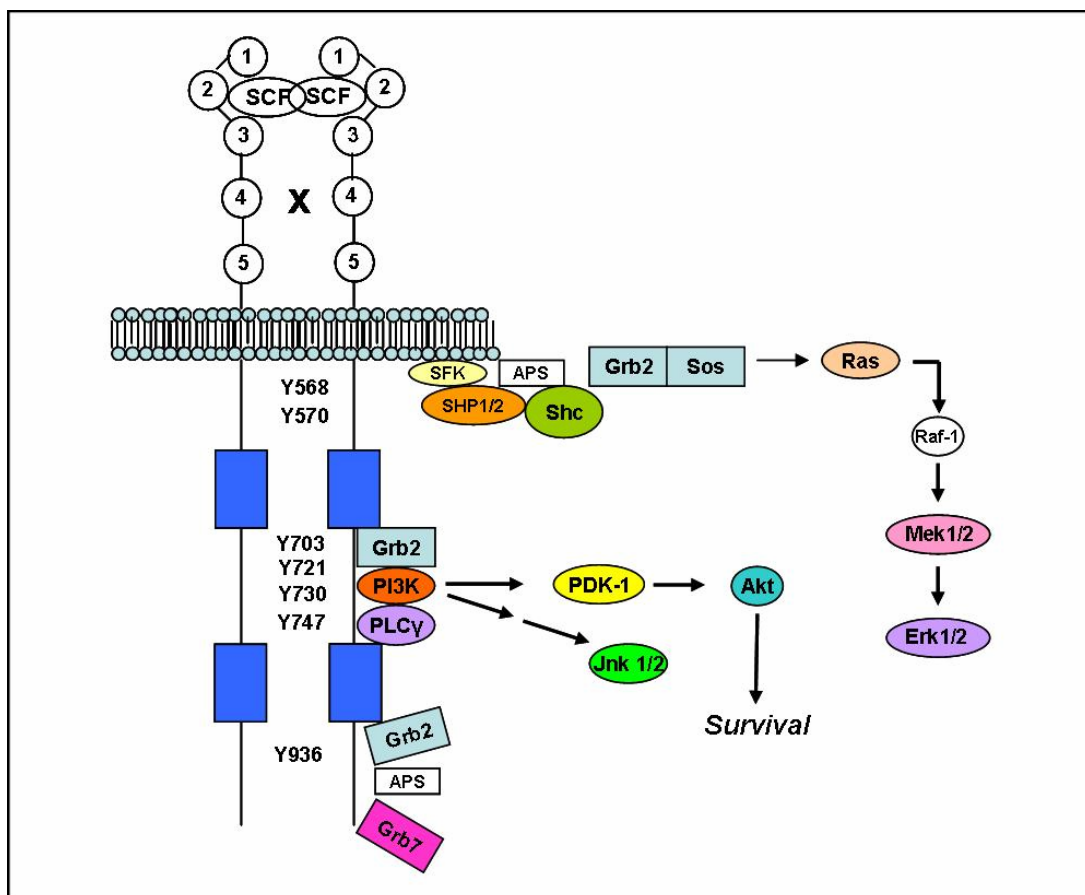 1 1
2 SCF SCF 2
3 3
4 X 4
5 5
SFK APS Grb2 Sos Ras
Y568
Y570
SHP1/2 Shc
Raf-1
Y703 Grb2 Mek1/2
Y721
Y730 PI3K PDK-1 Akt
Y747 PLCγ
Jnk 1/2 Erk1/2
Survival
Grb2
Y936
APS
Grb7